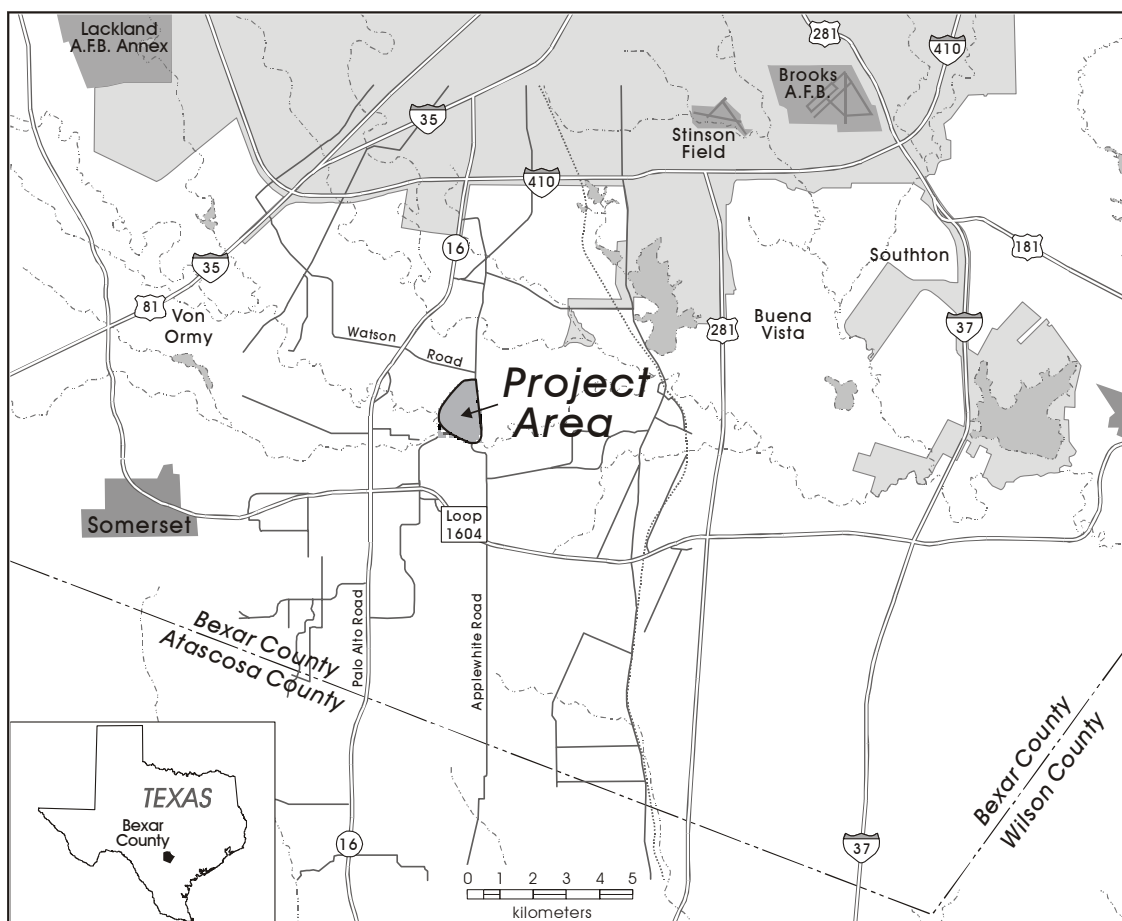 Lackland
A.F.B. Annex
281
410
Brooks
A.F.B.
35
Stinson
Field
410
16
35
Southton
181
81
Von
Ormy
Buena
Vista
281
37
Watson
Road
Project
Area
Somerset
Loop
1604
Bexar County
Atascosa County
Palo Alto Road
Applewhite Road
Bexar County
Wilson County
TEXAS
Bexar
County
16
37
0 1 2 3 4 5
kilometers